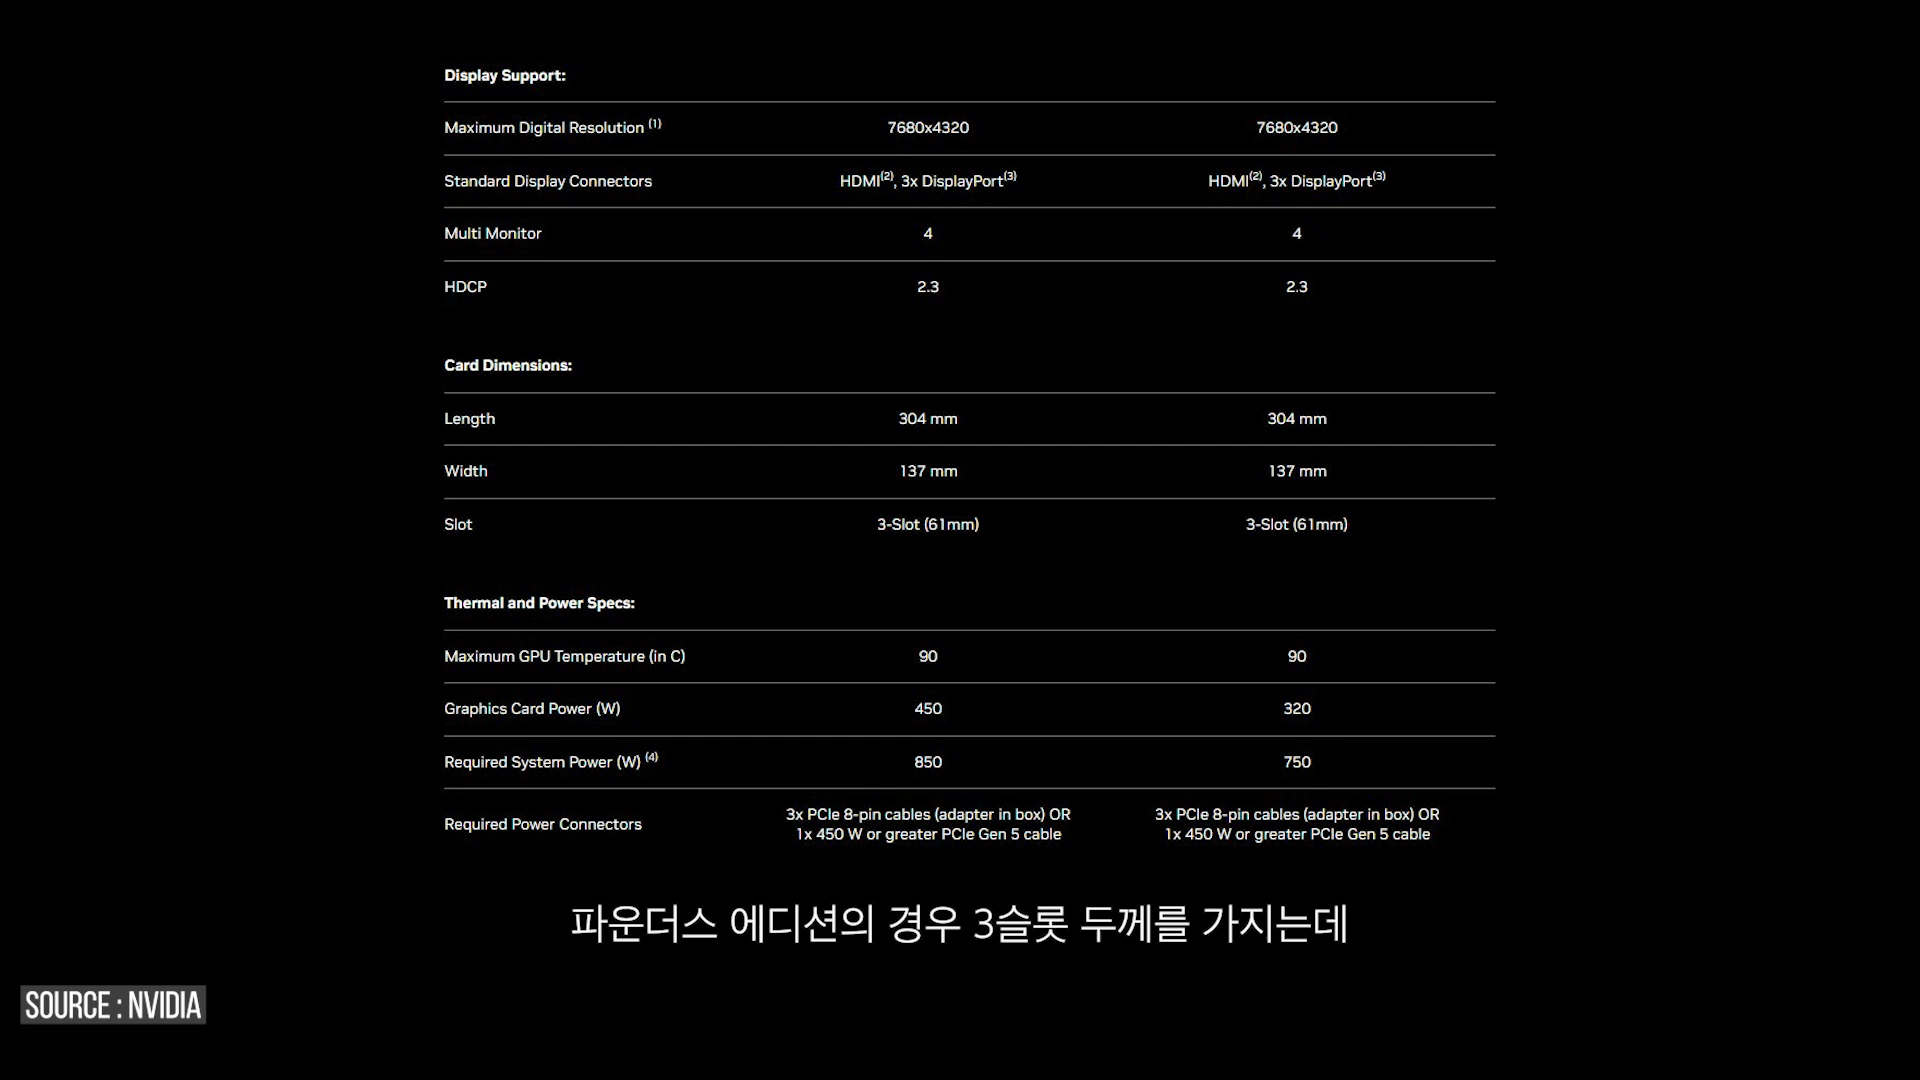 Display Support:
Maximum Digital Resolution (1) 7680x4320 7680x4320
Standard Display Connectors HDMI(2), 3x DisplayPort(3) HDMI(2), 3x DisplayPort(3)
Multi Monitor 4 4
HDCP 2.3 2.3
Card Dimensions:
Length 304 mm 304 mm
Width 137 mm 137 mm
Slot 3-Slot (61mm) 3-Slot (61mm)
Thermal and Power Specs:
Maximum GPU Temperature (in C) 90 90
Graphics Card Power (W) 450 320
Required System Power (W) (4) 850 750
Required Power Connectors
3x PCIe 8-pin cables (adapter in box) OR
1x 450 W or greater PCIe Gen 5 cable
3x PCIe 8-pin cables (adapter in box) OR
1x 450 W or greater PCIe Gen 5 cable
파운더스 에디션의 경우 3슬롯 두께를 가지는데
SOURCE : NVIDIA